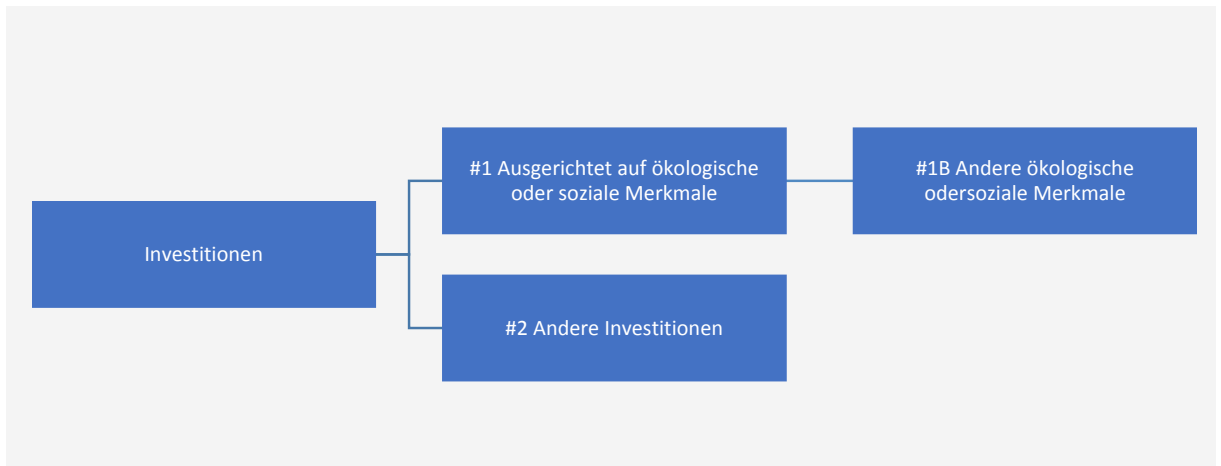 Investitionen
#1 Ausgerichtet auf ökologische
oder soziale Merkmale
#1B Andere ökologische
odersoziale Merkmale
#2 Andere Investitionen